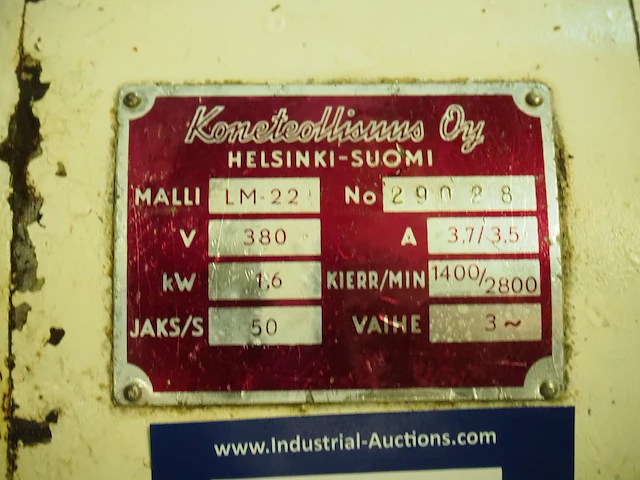 Koneteollisuus Oy
HELSINKI-SUOMI
MALLI LM-22 No 29028
V 380 A 3,7/3,5
kW 1,6 KIERR/MIN 1400/2800
JAKS/S 50 VAIHE 3~
www.Industrial-Auctions.com